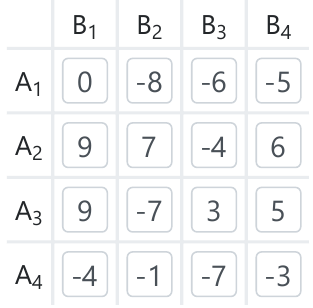 B₁ B₂ B₃ B₄
A₁ 0 -8 -6 -5
A₂ 9 7 -4 6
A₃ 9 -7 3 5
A₄ -4 -1 -7 -3